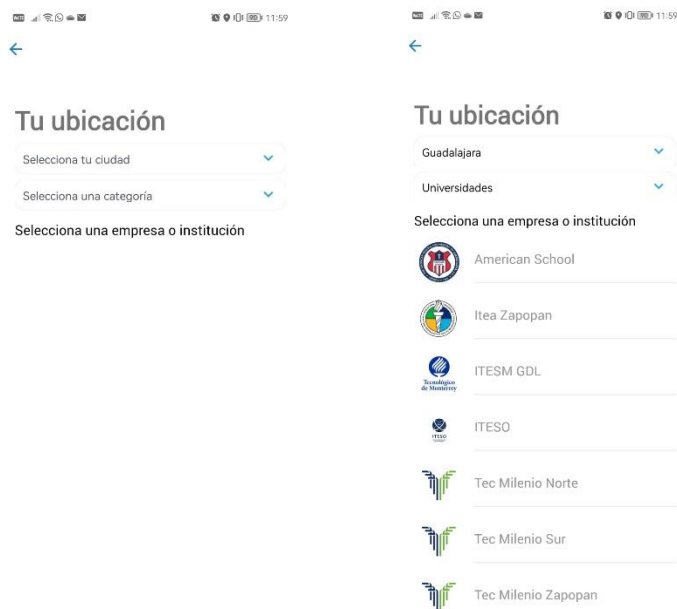 11:59
Tu ubicación
Selecciona tu ciudad
Selecciona una categoría
Selecciona una empresa o institución
11:59
Tu ubicación
Guadalajara
Universidades
Selecciona una empresa o institución
American School
Itea Zapopan
Tecnológico
de Monterrey
ITESM GDL
ITESO
ITESO
Tec Milenio Norte
Tec Milenio Sur
Tec Milenio Zapopan